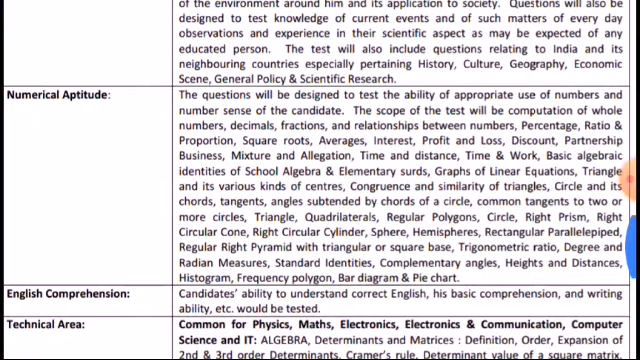 of the environment around him and its application to society. Questions will also be
designed to test knowledge of current events and of such matters of every day
observations and experience in their scientific aspect as may be expected of any
educated person. The test will also include questions relating to India and its
neighbouring countries especially pertaining History, Culture, Geography, Economic
Scene, General Policy & Scientific Research.
Numerical Aptitude:
The questions will be designed to test the ability of appropriate use of numbers and
number sense of the candidate. The scope of the test will be computation of whole
numbers, decimals, fractions, and relationships between numbers, Percentage, Ratio &
Proportion, Square roots, Averages, Interest, Profit and Loss, Discount, Partnership
Business, Mixture and Allegation, Time and distance, Time & Work, Basic algebraic
identities of School Algebra & Elementary surds, Graphs of Linear Equations, Triangle
and its various kinds of centres, Congruence and similarity of triangles, Circle and its
chords, tangents, angles subtended by chords of a circle, common tangents to two or
more circles, Triangle, Quadrilaterals, Regular Polygons, Circle, Right Prism, Right
Circular Cone, Right Circular Cylinder, Sphere, Hemispheres, Rectangular Parallelepiped,
Regular Right Pyramid with triangular or square base, Trigonometric ratio, Degree and
Radian Measures, Standard Identities, Complementary angles, Heights and Distances,
Histogram, Frequency polygon, Bar diagram & Pie chart.
English Comprehension:
Candidates' ability to understand correct English, his basic comprehension, and writing
ability, etc. would be tested.
Technical Area:
Common for Physics, Maths, Electronics, Electronics & Communication, Computer
Science and IT: ALGEBRA, Determinants and Matrices : Definition, Order, Expansion of
2nd & 3rd order Determinants, Cramer's rule, Determinant value of a square matrix,